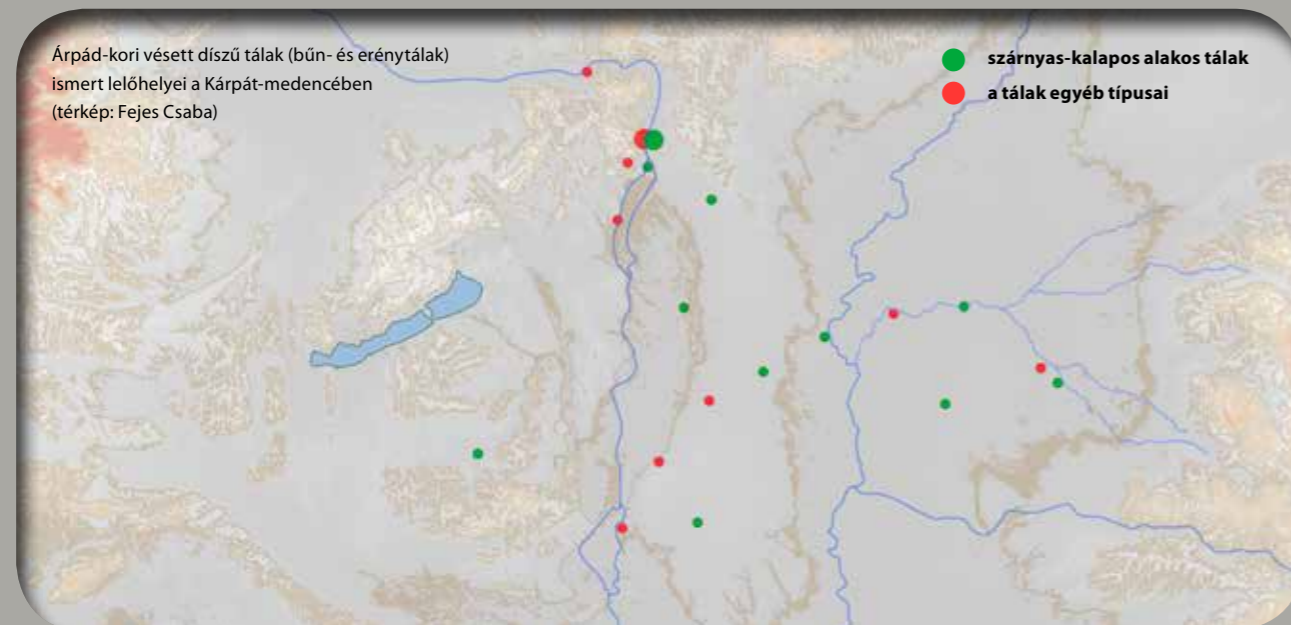 Árpád-kori vésett díszű tálak (bűn- és erénytálak)
ismert lelőhelyei a Kárpát-medencében
(térkép: Fejes Csaba)
szárnyas-kalapos alakos tálak
a tálak egyéb típusai